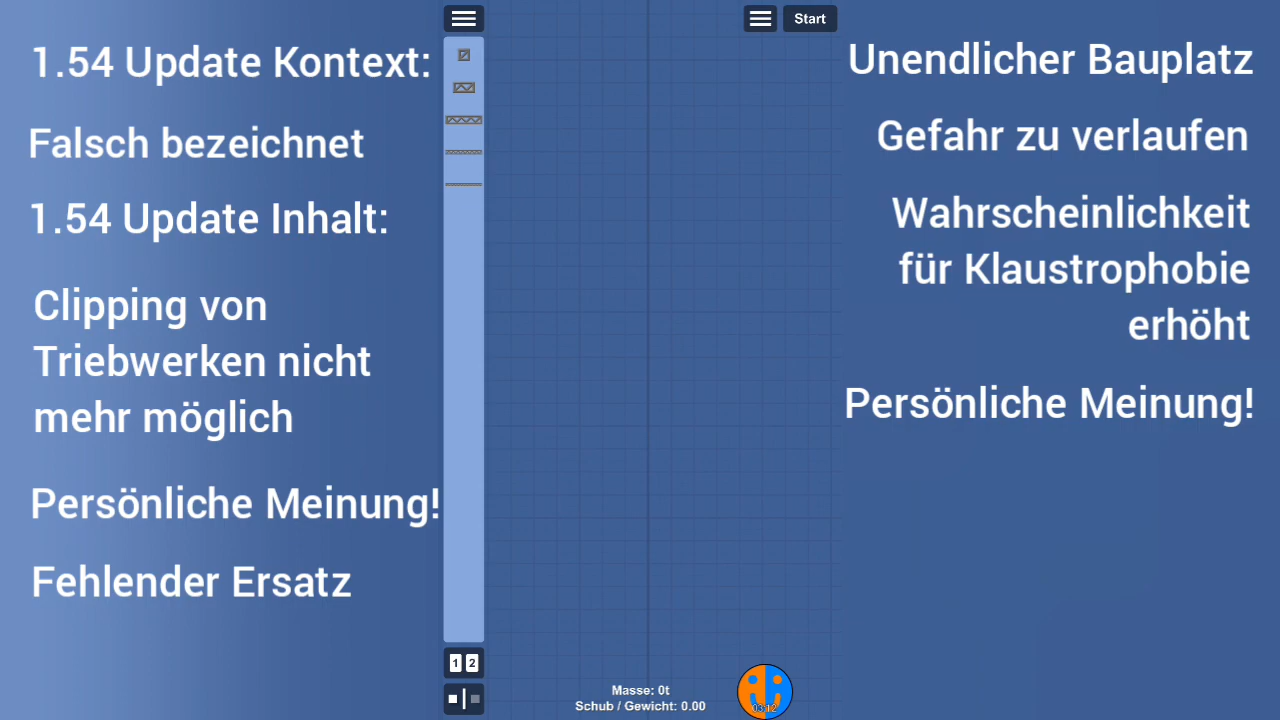 1.54 Update Kontext:
Falsch bezeichnet
1.54 Update Inhalt:
Clipping von
Triebwerken nicht
mehr möglich
Persönliche Meinung!
Fehlender Ersatz
Start
1 2
Masse: 0t
Schub / Gewicht: 0.00
03:12
Unendlicher Bauplatz
Gefahr zu verlaufen
Wahrscheinlichkeit
für Klaustrophobie
erhöht
Persönliche Meinung!